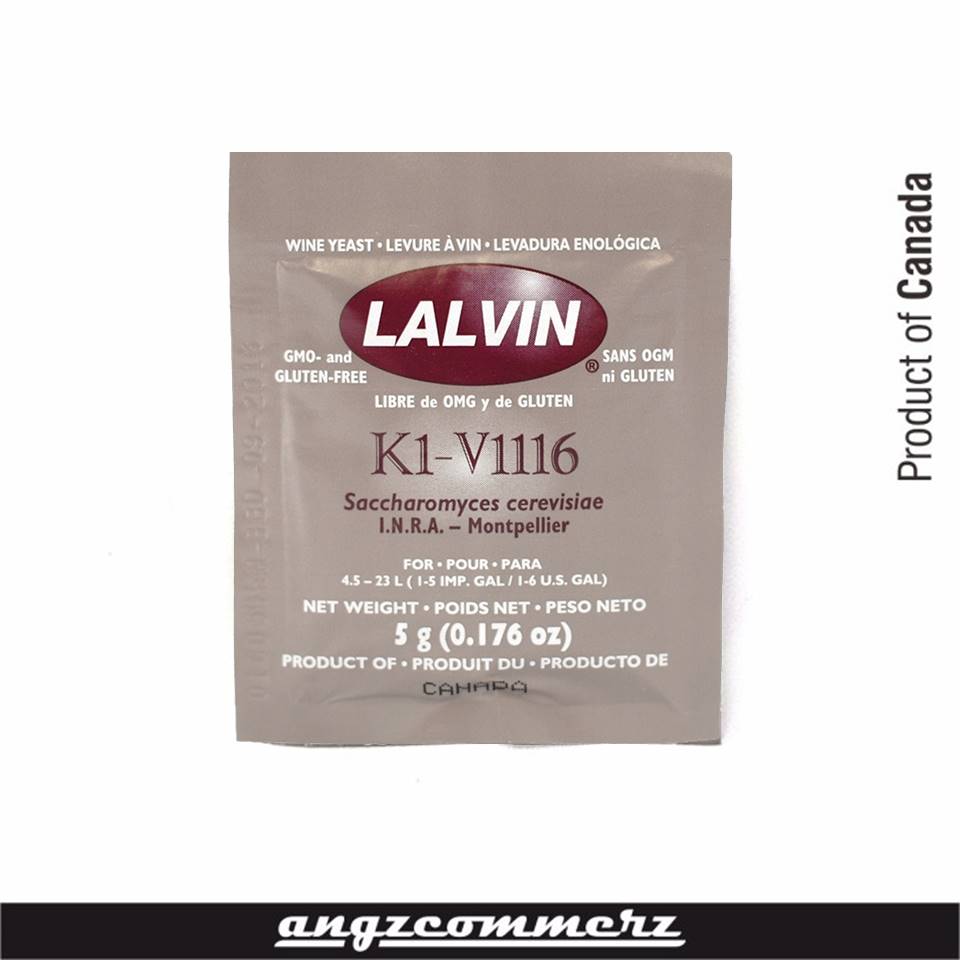 WINE YEAST • LEVURE À VIN • LEVADURA ENOLÓGICA
LALVIN®
GMO- and
GLUTEN-FREE
SANS OGM
ni GLUTEN
LIBRE de OMG y de GLUTEN
K1-V1116
Saccharomyces cerevisiae
I.N.R.A. – Montpellier
FOR • POUR • PARA
4.5 – 23 L ( 1-5 IMP. GAL / 1-6 U.S. GAL)
NET WEIGHT • POIDS NET • PESO NETO
5 g (0.176 oz)
PRODUCT OF • PRODUIT DU • PRODUCTO DE
CANADA
Product of Canada
angzcommerz